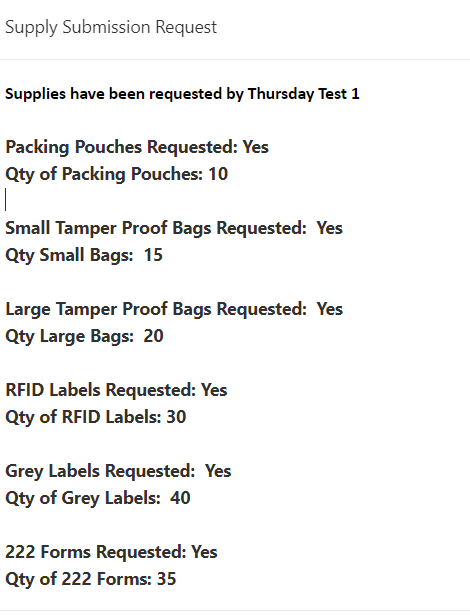 Supply Submission Request
Supplies have been requested by Thursday Test 1
Packing Pouches Requested: Yes
Qty of Packing Pouches: 10
Small Tamper Proof Bags Requested:  Yes
Qty Small Bags:  15
Large Tamper Proof Bags Requested:  Yes
Qty Large Bags:  20
RFID Labels Requested: Yes
Qty of RFID Labels: 30
Grey Labels Requested:  Yes
Qty of Grey Labels:  40
222 Forms Requested: Yes
Qty of 222 Forms: 35